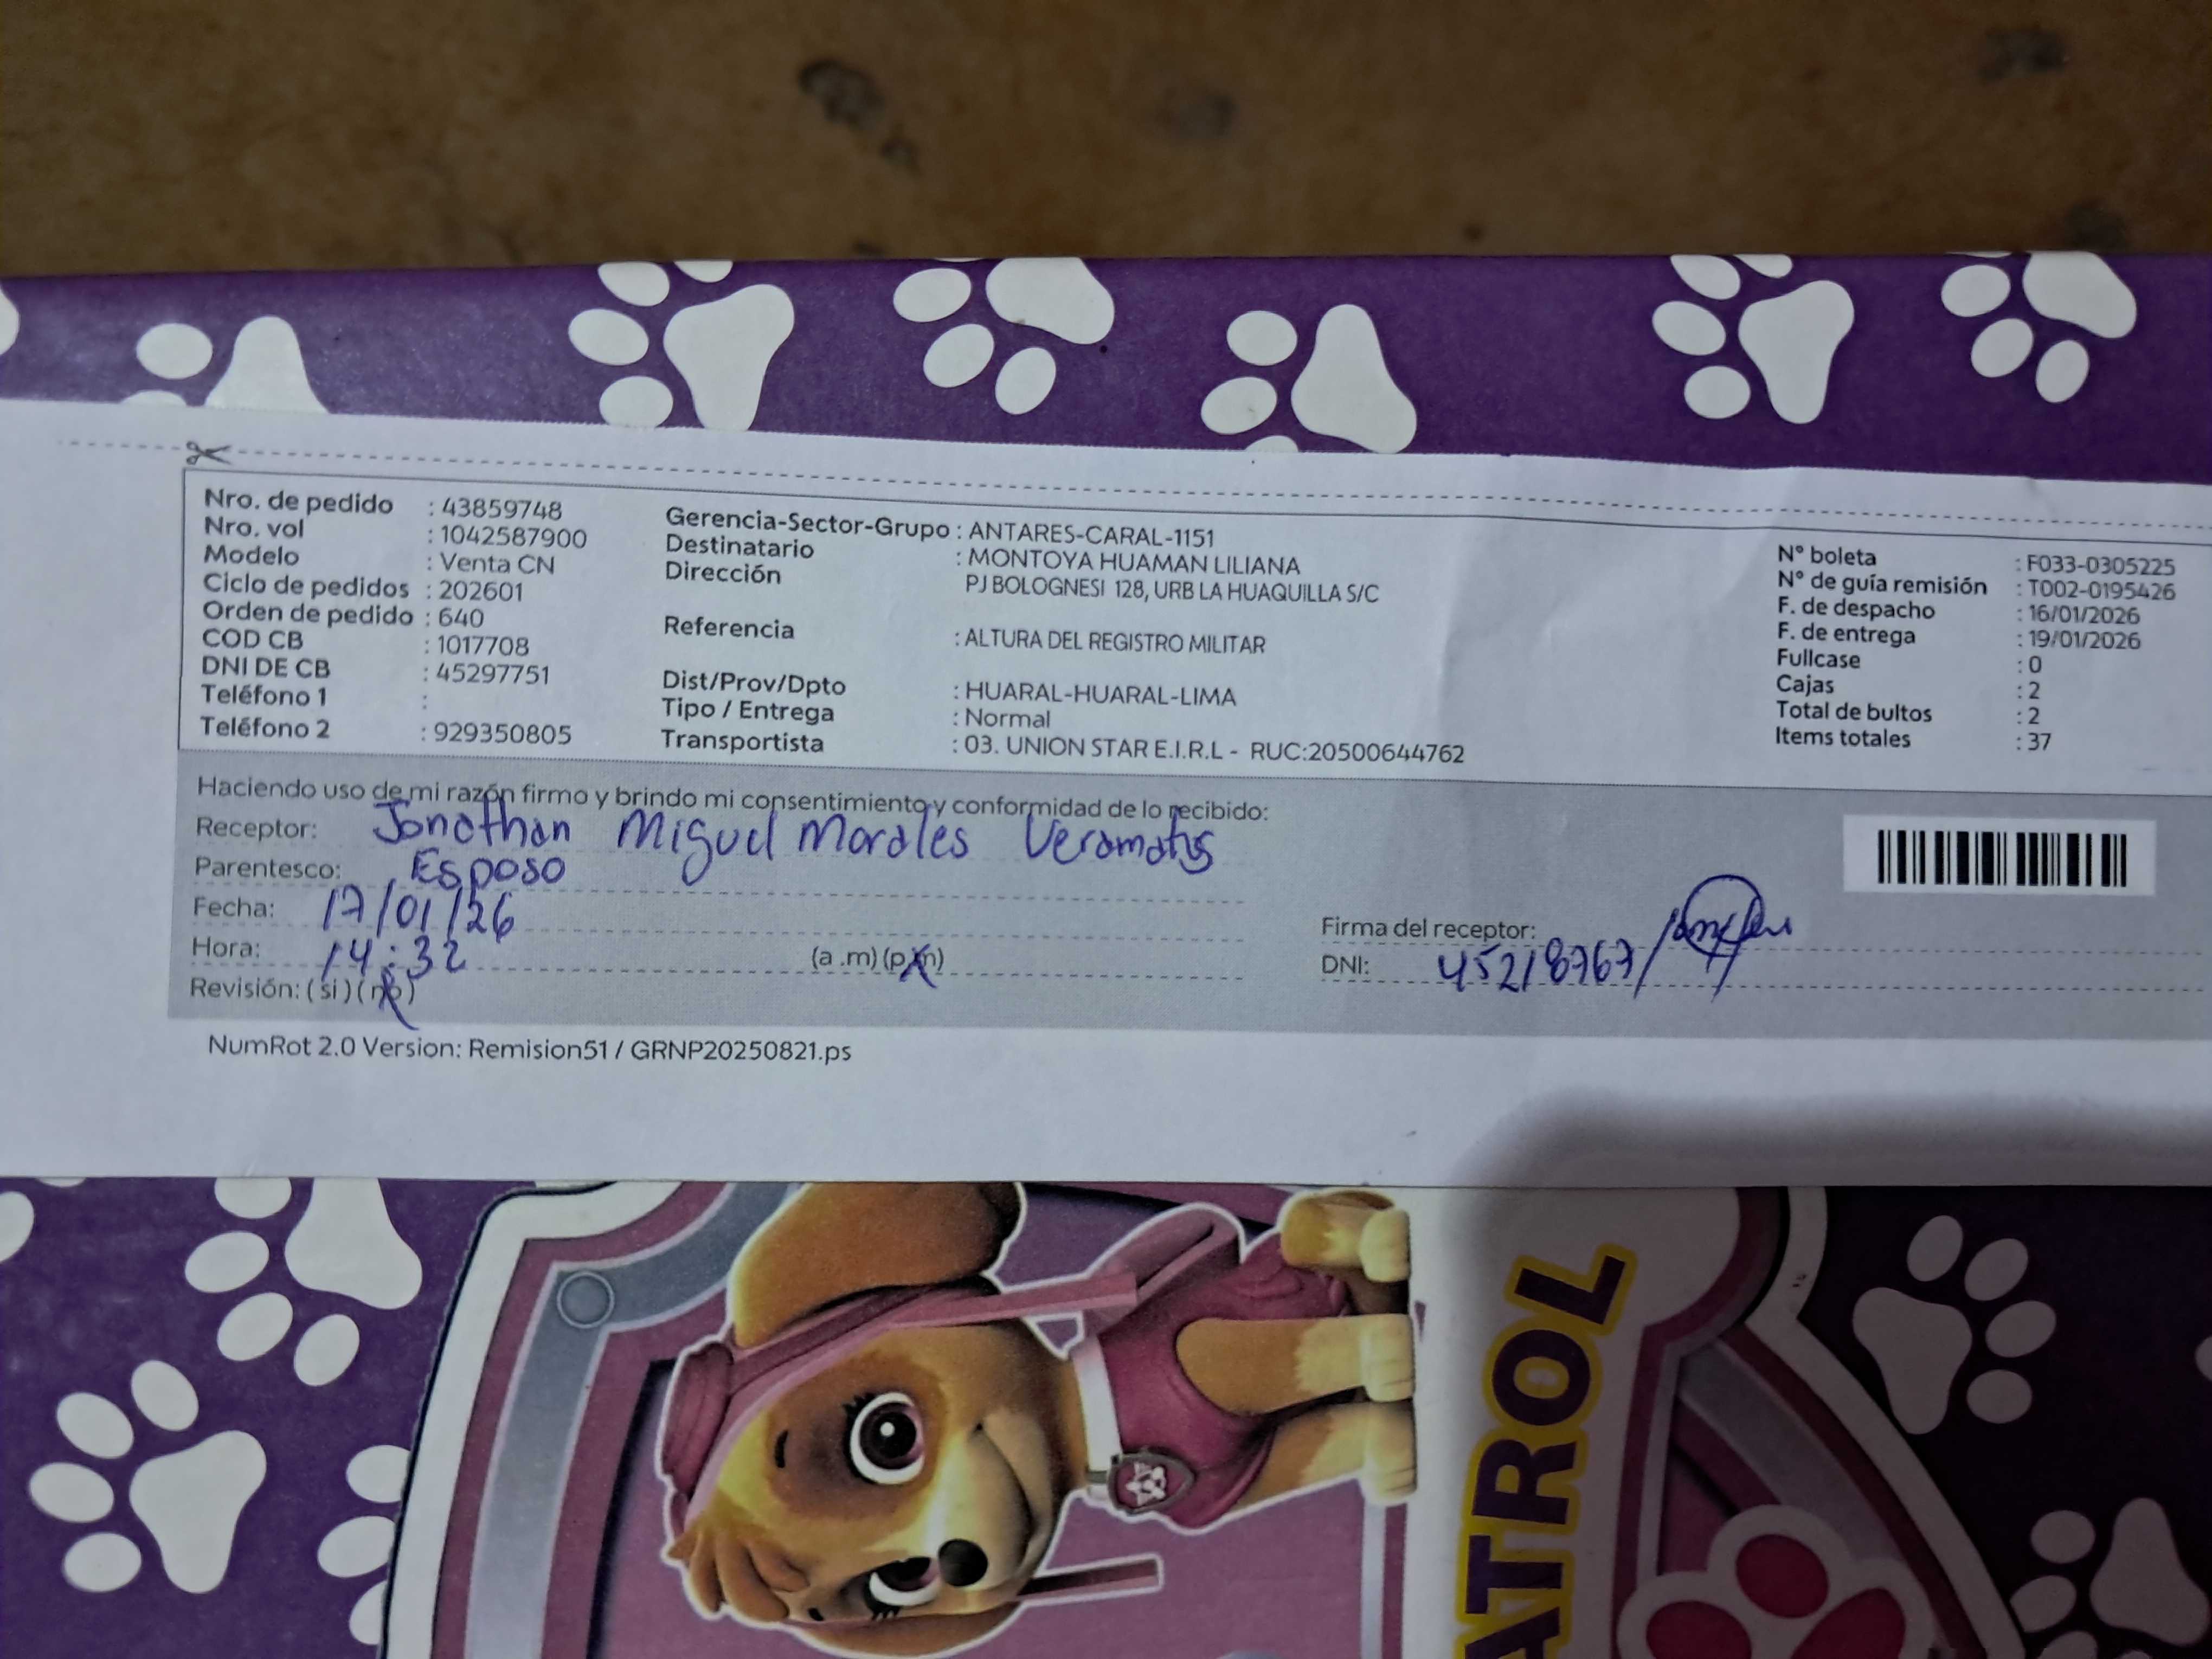 Nro. de pedido : 43859748
Nro. vol : 1042587900
Modelo : Venta CN
Ciclo de pedidos : 202601
Orden de pedido : 640
COD CB : 1017708
DNI DE CB : 45297751
Teléfono 1 :
Teléfono 2 : 929350805
Gerencia-Sector-Grupo : ANTARES-CARAL-1151
Destinatario : MONTOYA HUAMAN LILIANA
Dirección PJ BOLOGNESI 128, URB LA HUAQUILLA S/C
Referencia : ALTURA DEL REGISTRO MILITAR
Dist/Prov/Dpto : HUARAL-HUARAL-LIMA
Tipo / Entrega : Normal
Transportista : 03. UNION STAR E.I.R.L - RUC:20500644762
N° boleta : F033-0305225
N° de guía remisión : T002-0195426
F. de despacho : 16/01/2026
F. de entrega : 19/01/2026
Fullcase : 0
Cajas : 2
Total de bultos : 2
Items totales : 37
Haciendo uso de mi razón firmo y brindo mi consentimiento y conformidad de lo recibido:
Receptor: Jonathan Miguel Morales
Parentesco: Esposo
Fecha: 17/01/26
Hora: 14:32 (a .m) (p.m)
Revisión: (si) (no)
Firma del receptor:
DNI: 45218767
NumRot 2.0 Version: Remision51 / GRNP20250821.ps
ATROL